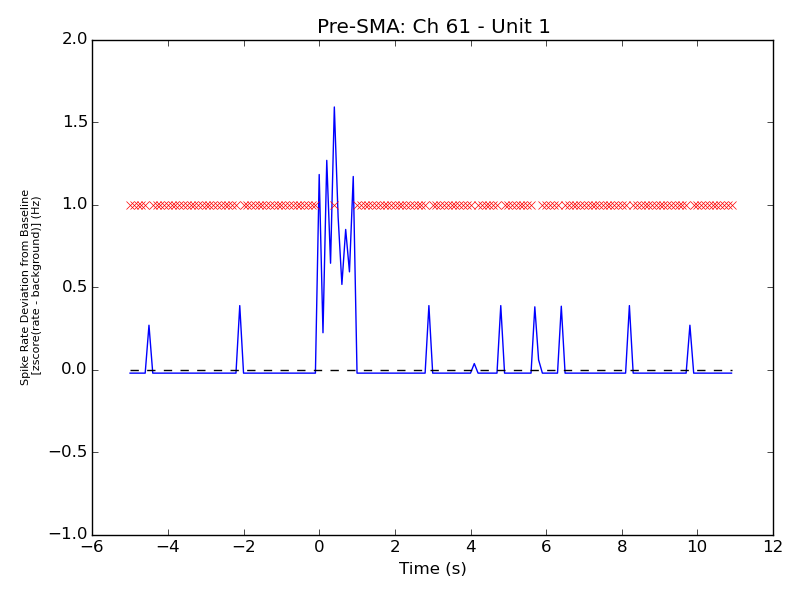 Pre-SMA: Ch 61 - Unit 1
2.0
1.5
1.0
0.5
0.0
−0.5
−1.0
Spike Rate Deviation from Baseline
[zscore(rate - background)] (Hz)
−6 −4 −2 0 2 4 6 8 10 12
Time (s)